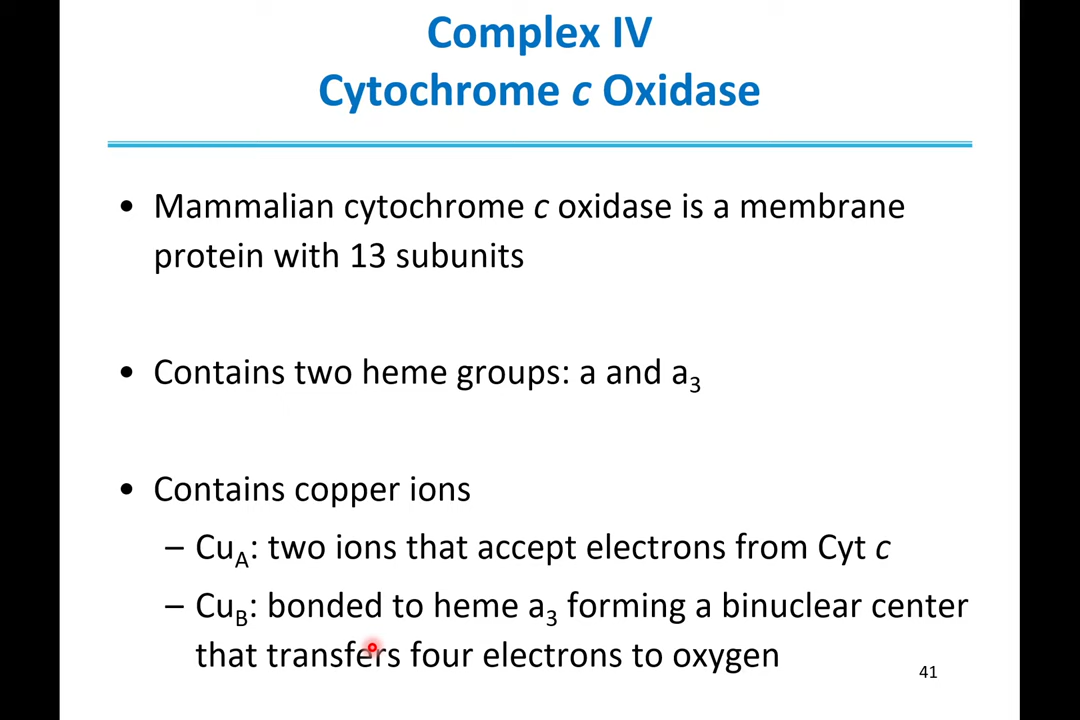 Complex IV
Cytochrome c Oxidase
• Mammalian cytochrome c oxidase is a membrane
protein with 13 subunits
• Contains two heme groups: a and a₃
• Contains copper ions
– Cu_A: two ions that accept electrons from Cyt c
– Cu_B: bonded to heme a₃ forming a binuclear center
that transfers four electrons to oxygen
41